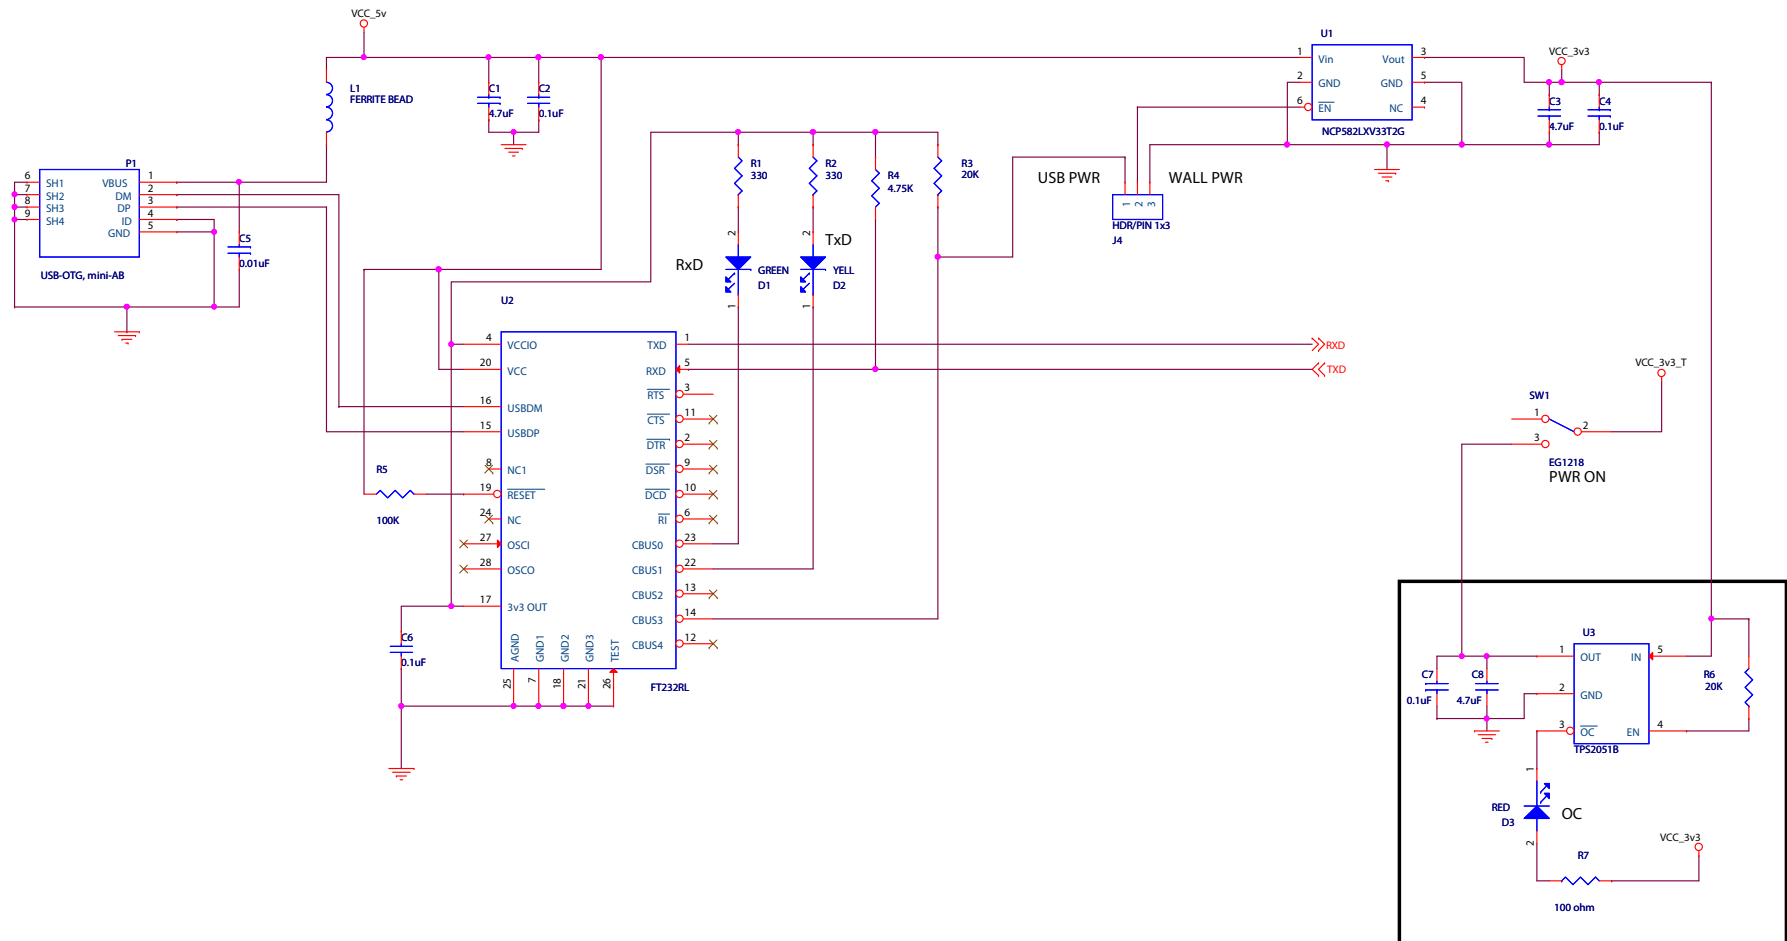 VCC_5v
L1
FERRITE BEAD
C1
4.7uF
C2
0.1uF
U1
1
Vin
Vout
3
2
GND
GND
5
6
EN
NC
4
NCP582LXV33T2G
VCC_3v3
C3
4.7uF
C4
0.1uF
P1
6
SH1
VBUS
1
7
SH2
DM
2
8
SH3
DP
3
9
SH4
ID
4
GND
5
USB-OTG, mini-AB
C5
0.01uF
R1
330
R2
330
R4
4.75K
R3
20K
USB PWR
WALL PWR
1
2
3
HDR/PIN 1x3
J4
2
2
TxD
RxD
GREEN
D1
YELL
D2
1
1
U2
4
VCCIO
TXD
1
RXD
20
VCC
RXD
5
TXD
RTS
3
16
USBDM
CTS
11
15
USBDP
DTR
2
8
NC1
DSR
9
19
RESET
DCD
10
24
NC
RI
6
27
OSCI
CBUS0
23
28
OSCO
CBUS1
22
CBUS2
13
17
3v3 OUT
CBUS3
14
CBUS4
12
AGND
GND1
GND2
GND3
TEST
25
7
18
21
26
FT232RL
R5
100K
C6
0.1uF
VCC_3v3_T
SW1
1
2
3
EG1218
PWR ON
U3
1
OUT
IN
5
2
GND
3
OC
EN
4
TPS2051B
C7
0.1uF
C8
4.7uF
R6
20K
1
RED
D3
OC
2
VCC_3v3
R7
100 ohm